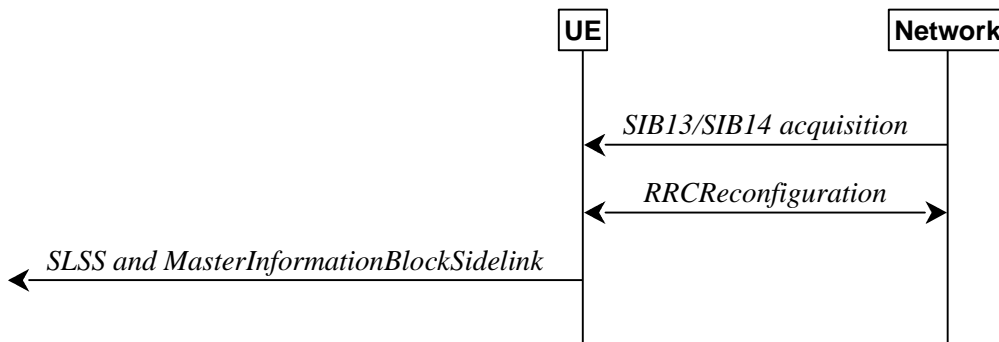 UE
Network
SIB13/SIB14 acquisition
RRCReconfiguration
SLSS and MasterInformationBlockSidelink